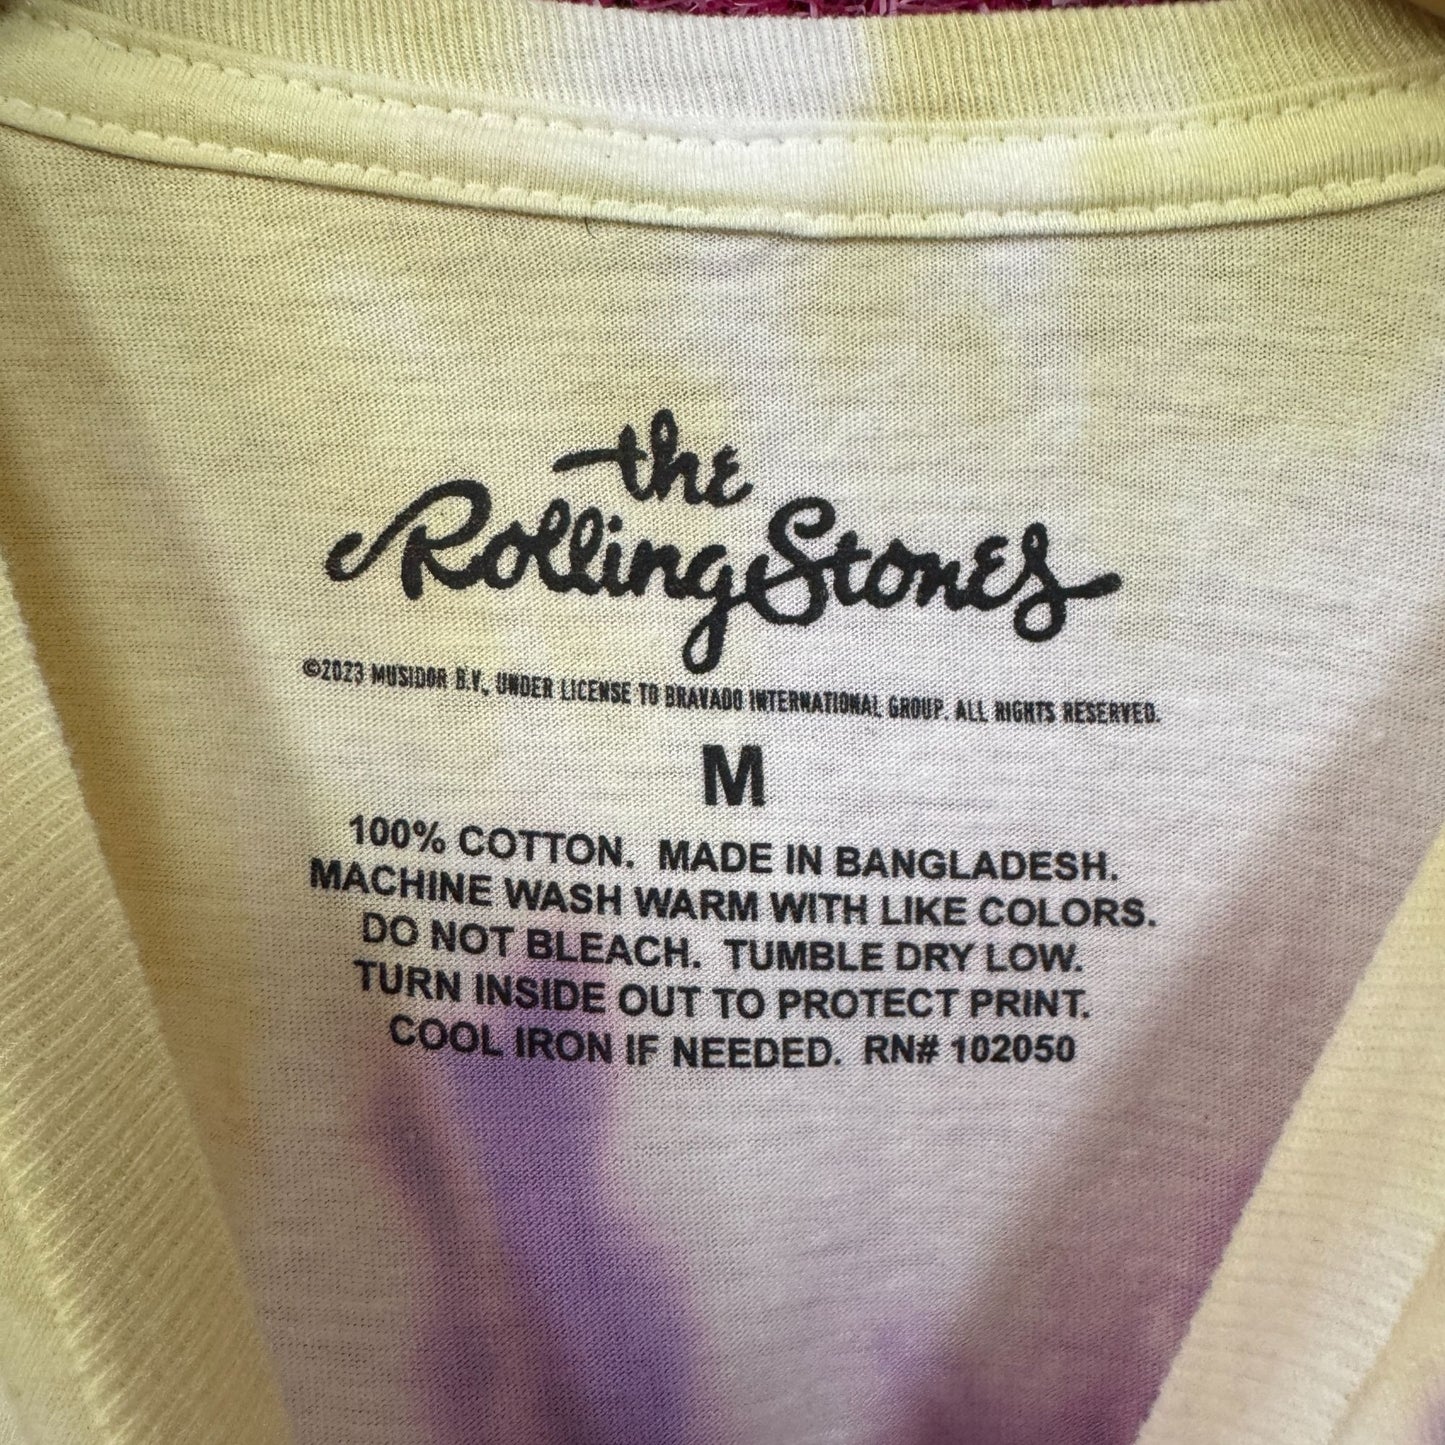 the
Rolling Stones
©2023 MUSIDOR B.V., UNDER LICENSE TO BRAVADO INTERNATIONAL GROUP. ALL RIGHTS RESERVED.
M
100% COTTON. MADE IN BANGLADESH.
MACHINE WASH WARM WITH LIKE COLORS.
DO NOT BLEACH. TUMBLE DRY LOW.
TURN INSIDE OUT TO PROTECT PRINT.
COOL IRON IF NEEDED. RN# 102050